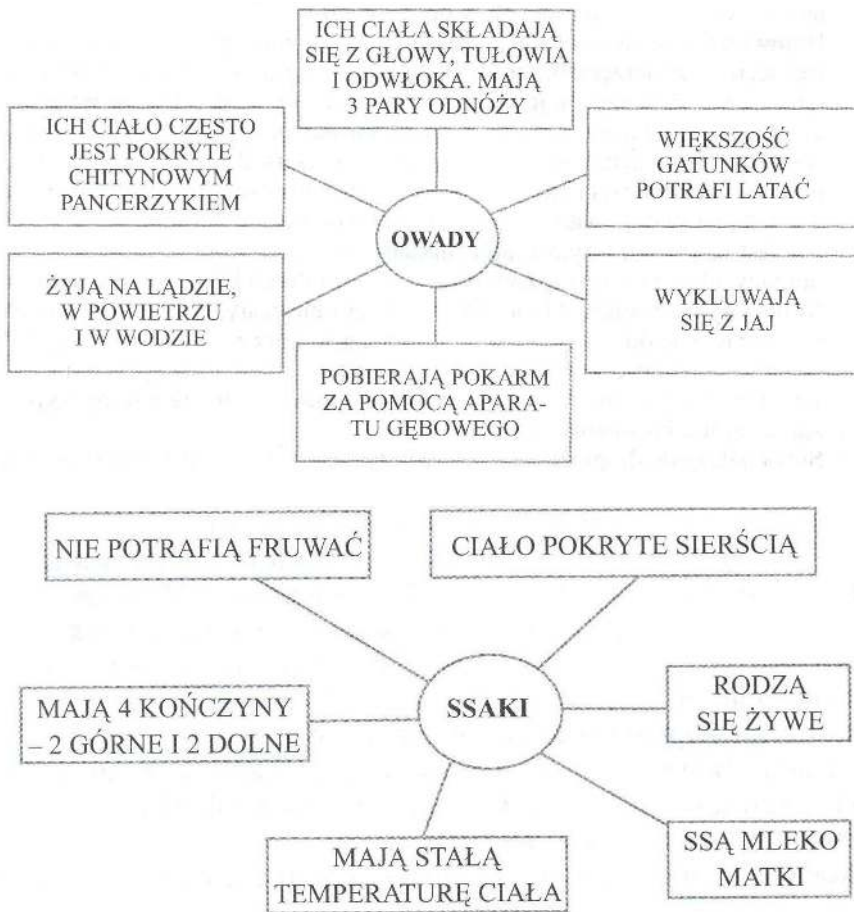 ICH CIAŁA SKŁADAJĄ
SIĘ Z GŁOWY, TUŁOWIA
I ODWŁOKA. MAJĄ
3 PARY ODNÓŻY
ICH CIAŁO CZĘSTO
JEST POKRYTE
CHITYNOWYM
PANCERZYKIEM
WIĘKSZOŚĆ
GATUNKÓW
POTRAFI LATAĆ
OWADY
ŻYJĄ NA LĄDZIE,
W POWIETRZU
I W WODZIE
WYKLUWAJĄ
SIĘ Z JAJ
POBIERAJĄ POKARM
ZA POMOCĄ APARA-
TU GĘBOWEGO
NIE POTRAFIĄ FRUWAĆ
CIAŁO POKRYTE SIERŚCIĄ
SSAKI
MAJĄ 4 KOŃCZYNY
– 2 GÓRNE I 2 DOLNE
RODZĄ
SIĘ ŻYWE
MAJĄ STAŁĄ
TEMPERATURĘ CIAŁA
SSĄ MLEKO
MATKI